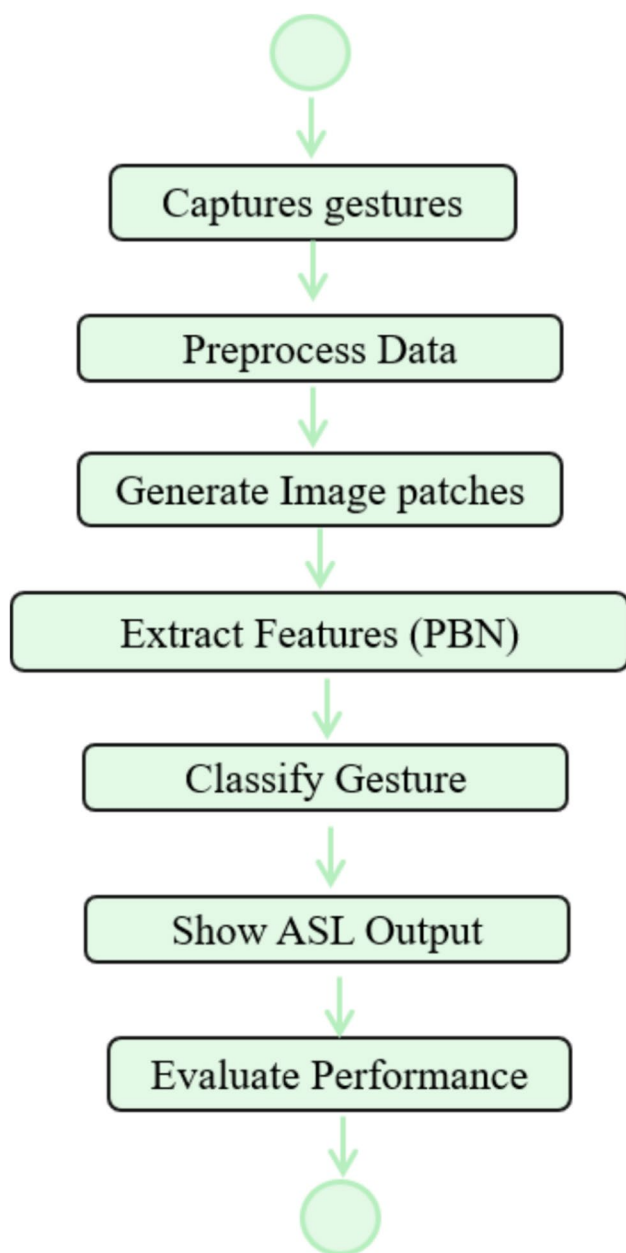 Captures gestures
Preprocess Data
Generate Image patches
Extract Features (PBN)
Classify Gesture
Show ASL Output
Evaluate Performance